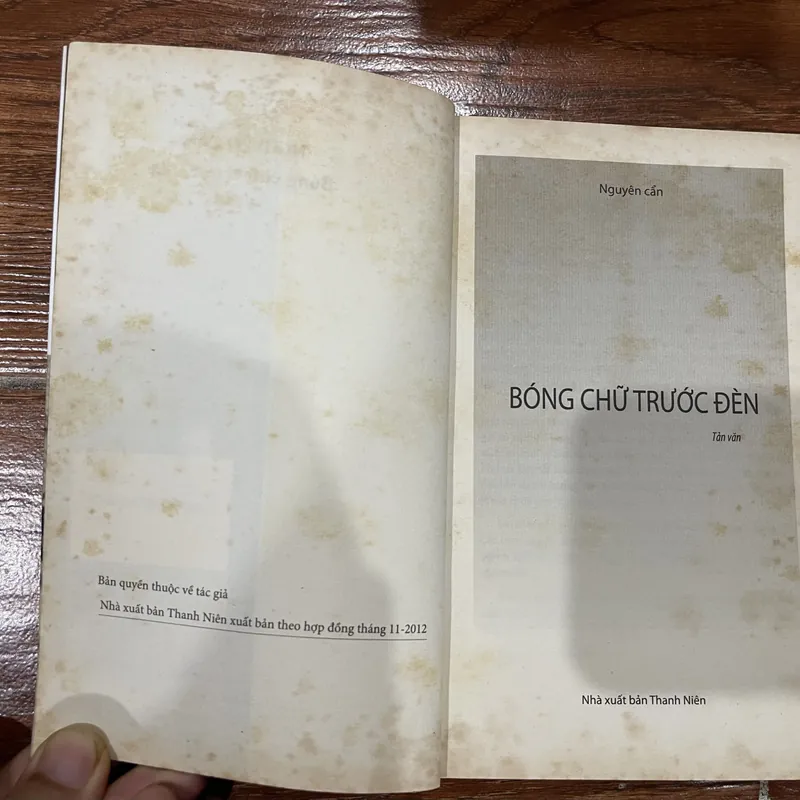 Bản quyền thuộc về tác giả
Nhà xuất bản Thanh Niên xuất bản theo hợp đồng tháng 11-2012
Nguyên cẩn
BÓNG CHỮ TRƯỚC ĐÈN
Tản văn
Nhà xuất bản Thanh Niên